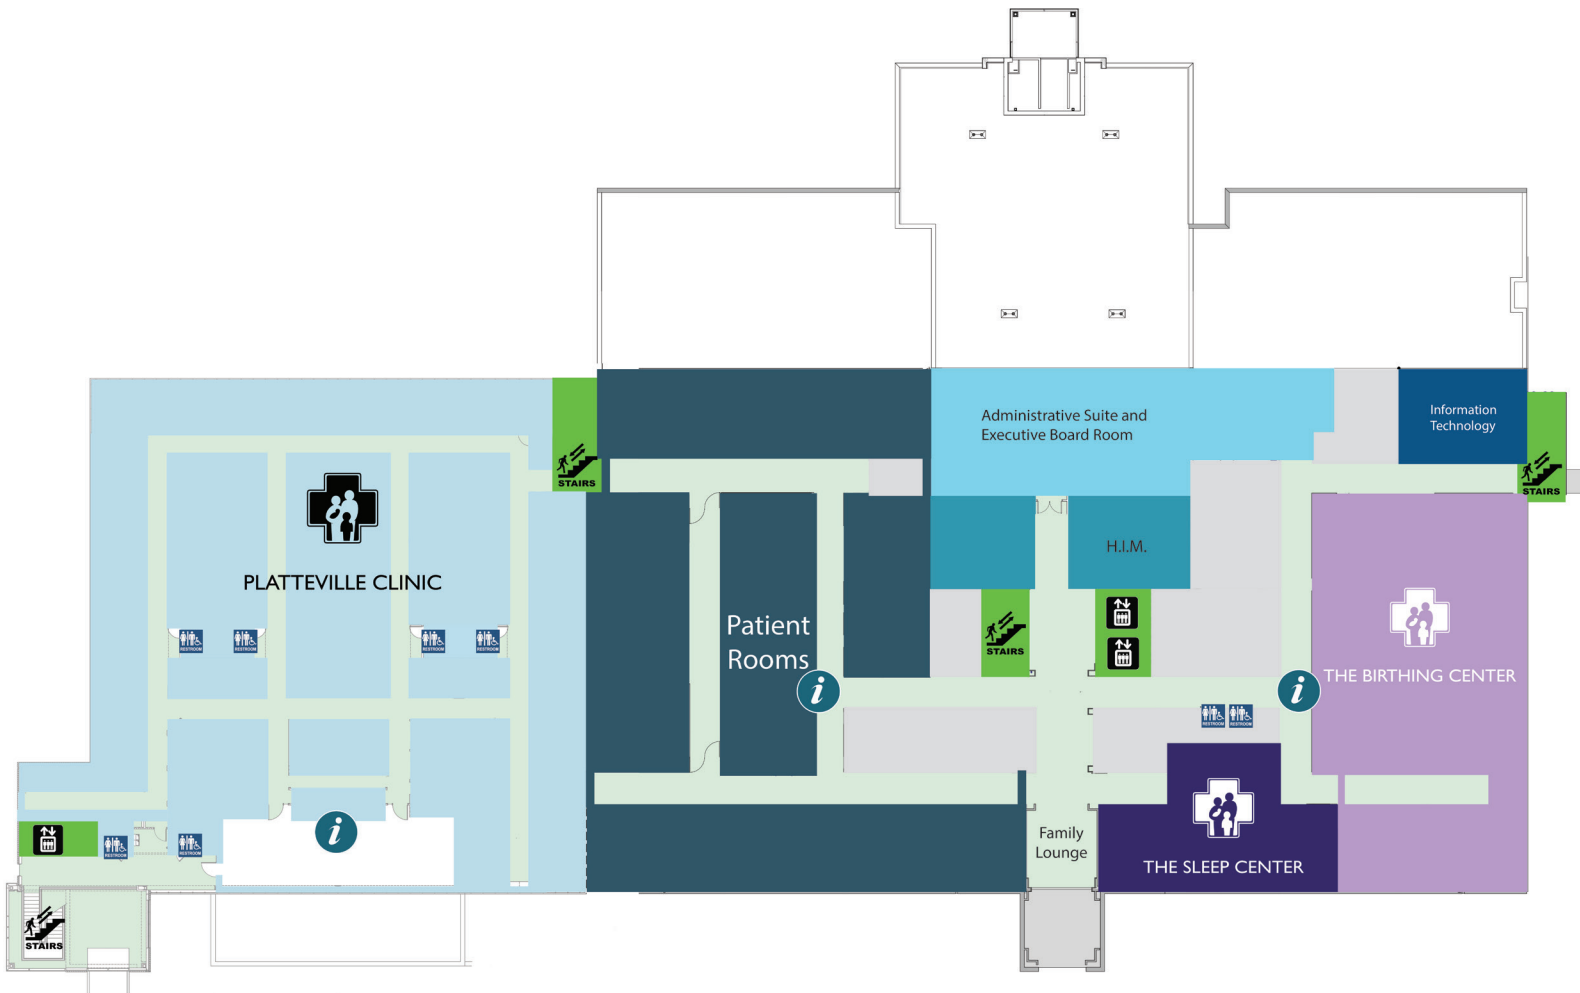 Administrative Suite and
Executive Board Room
Information
Technology
STAIRS
STAIRS
H.I.M.
PLATTEVILLE CLINIC
Patient
Rooms
STAIRS
RESTROOM
RESTROOM
RESTROOM
RESTROOM
THE BIRTHING CENTER
i
i
RESTROOM
RESTROOM
i
RESTROOM
RESTROOM
Family
Lounge
THE SLEEP CENTER
STAIRS